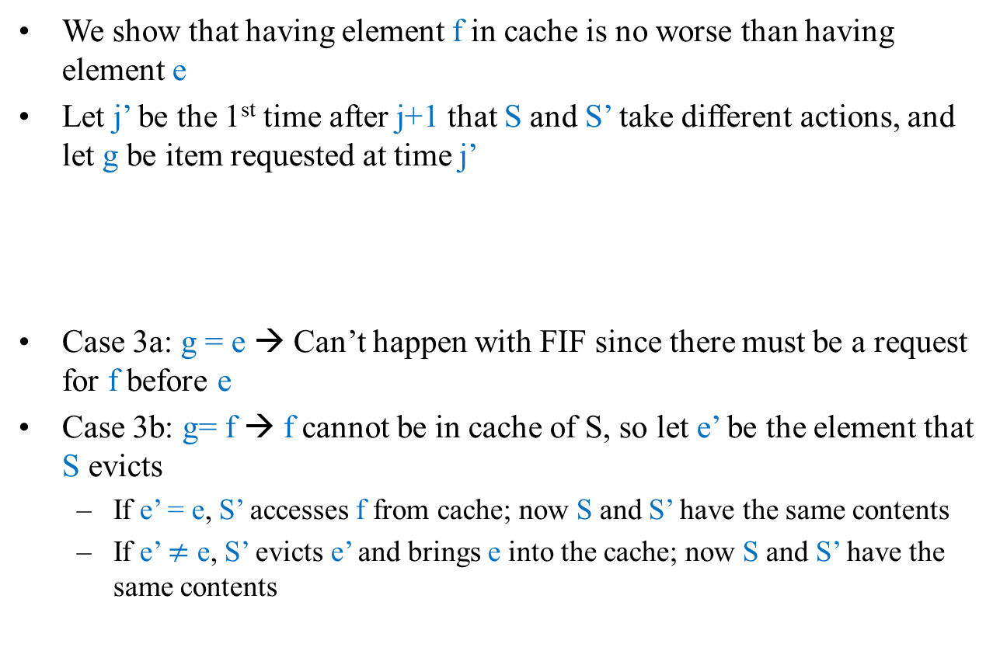 • We show that having element f in cache is no worse than having
element e
• Let j’ be the 1st time after j+1 that S and S’ take different actions, and
let g be item requested at time j’
• Case 3a: g = e → Can’t happen with FIF since there must be a request
for f before e
• Case 3b: g= f → f cannot be in cache of S, so let e’ be the element that
S evicts
– If e’ = e, S’ accesses f from cache; now S and S’ have the same contents
– If e’ ≠ e, S’ evicts e’ and brings e into the cache; now S and S’ have the
same contents